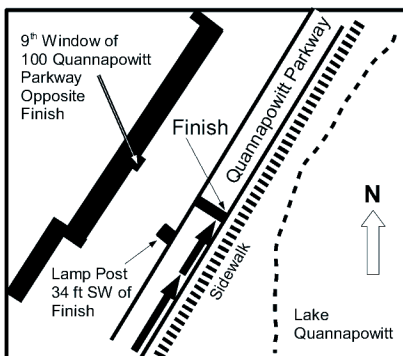 9th Window of
100 Quannapowitt
Parkway
Opposite
Finish
Finish
Quannapowitt Parkway
Sidewalk
N
Lamp Post
34 ft SW of
Finish
Lake
Quannapowitt